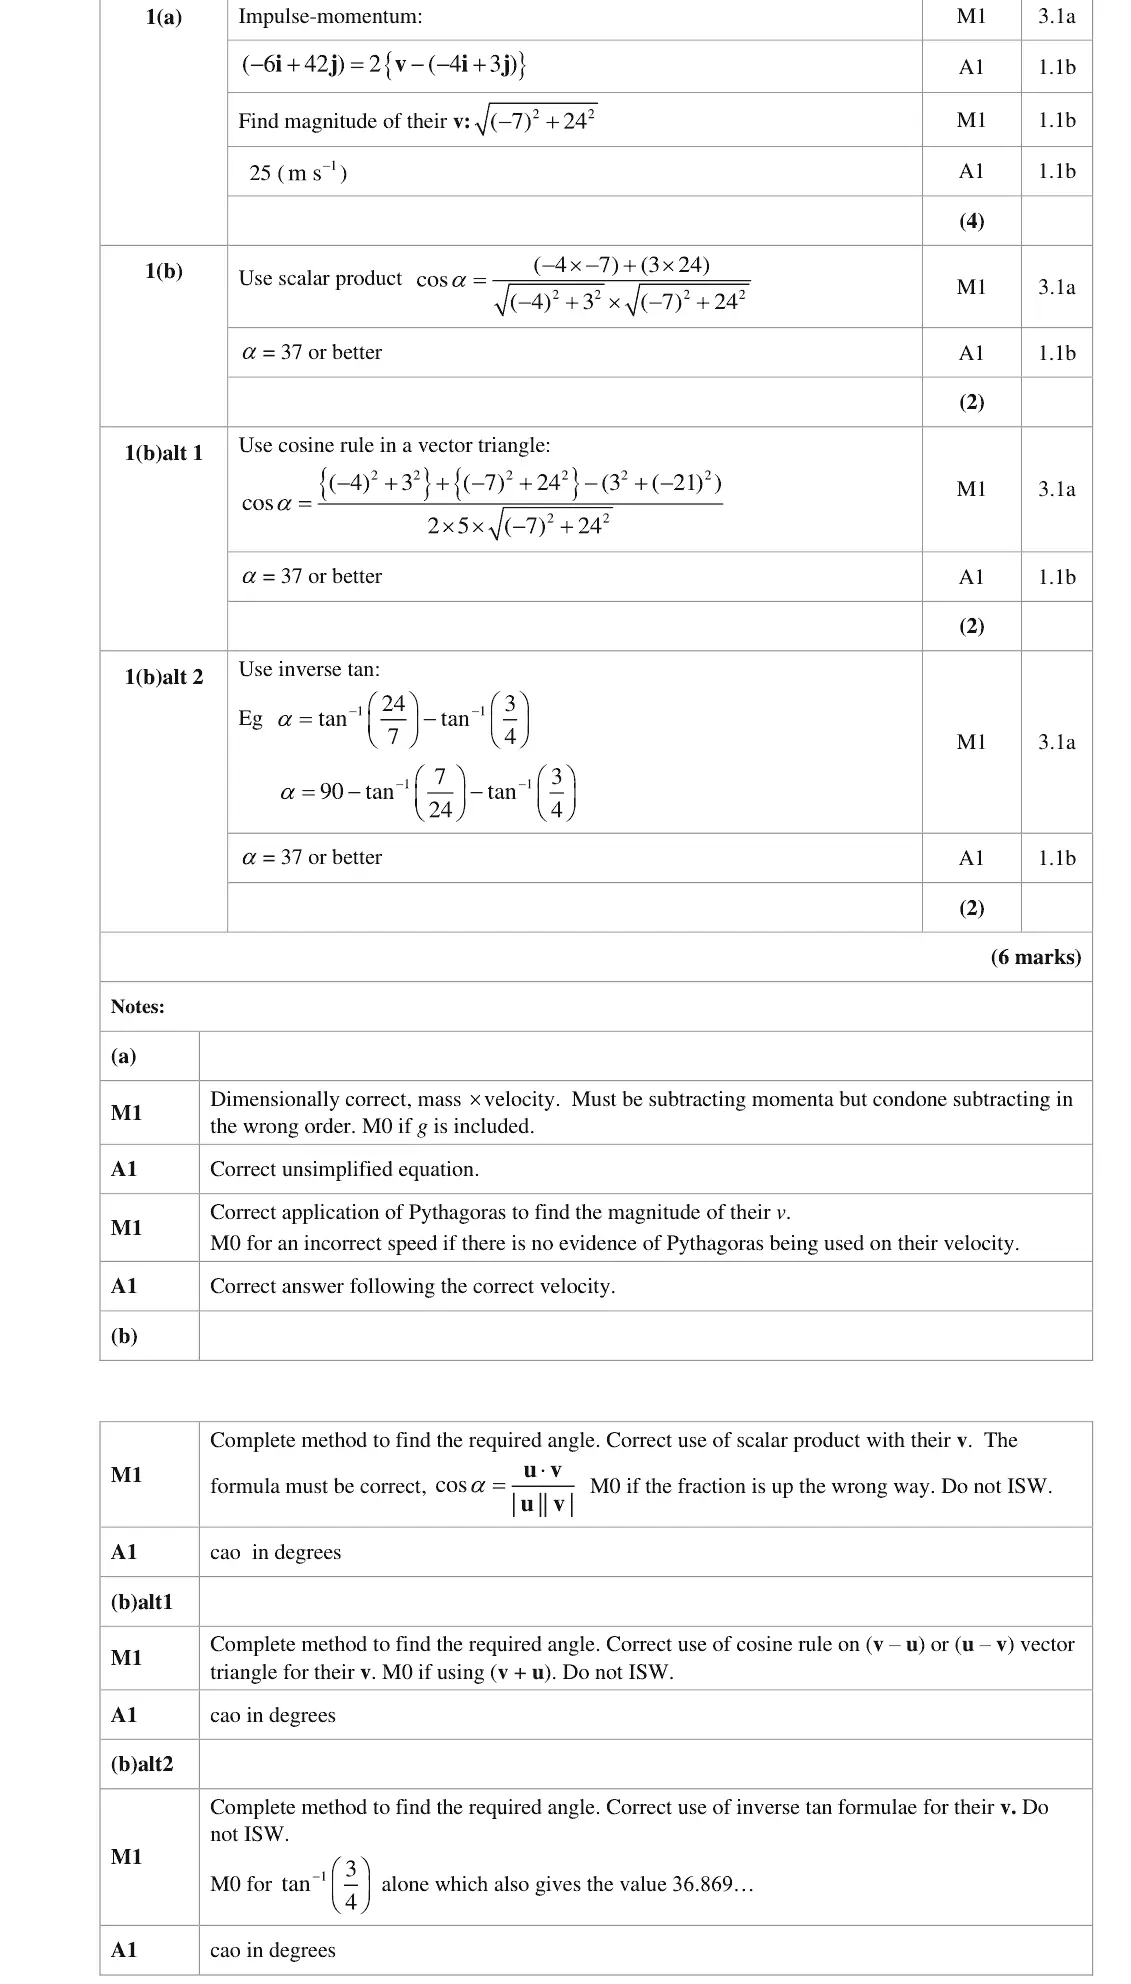 1(a) Impulse-momentum: M1 3.1a
(−6i + 42j) = 2{v − (−4i + 3j)} A1 1.1b
Find magnitude of their v: √((−7)² + 24²) M1 1.1b
25 (m s⁻¹) A1 1.1b
(4)
1(b) Use scalar product cos α = ((−4 × −7) + (3 × 24)) / (√((−4)² + 3²) × √((−7)² + 24²)) M1 3.1a
α = 37 or better A1 1.1b
(2)
1(b)alt 1 Use cosine rule in a vector triangle:
cos α = ({(−4)² + 3²} + {(−7)² + 24²} − (3² + (−21)²)) / (2 × 5 × √((−7)² + 24²)) M1 3.1a
α = 37 or better A1 1.1b
(2)
1(b)alt 2 Use inverse tan:
Eg α = tan⁻¹(24/7) − tan⁻¹(3/4)
M1 3.1a
α = 90 − tan⁻¹(7/24) − tan⁻¹(3/4)
α = 37 or better A1 1.1b
(2)
(6 marks)
Notes:
(a)
M1 Dimensionally correct, mass × velocity. Must be subtracting momenta but condone subtracting in
the wrong order. M0 if g is included.
A1 Correct unsimplified equation.
M1 Correct application of Pythagoras to find the magnitude of their v.
M0 for an incorrect speed if there is no evidence of Pythagoras being used on their velocity.
A1 Correct answer following the correct velocity.
(b)
M1 Complete method to find the required angle. Correct use of scalar product with their v. The
formula must be correct, cos α = u · v / |u||v| M0 if the fraction is up the wrong way. Do not ISW.
A1 cao in degrees
(b)alt1
M1 Complete method to find the required angle. Correct use of cosine rule on (v – u) or (u – v) vector
triangle for their v. M0 if using (v + u). Do not ISW.
A1 cao in degrees
(b)alt2
M1 Complete method to find the required angle. Correct use of inverse tan formulae for their v. Do
not ISW.
M0 for tan⁻¹(3/4) alone which also gives the value 36.869…
A1 cao in degrees